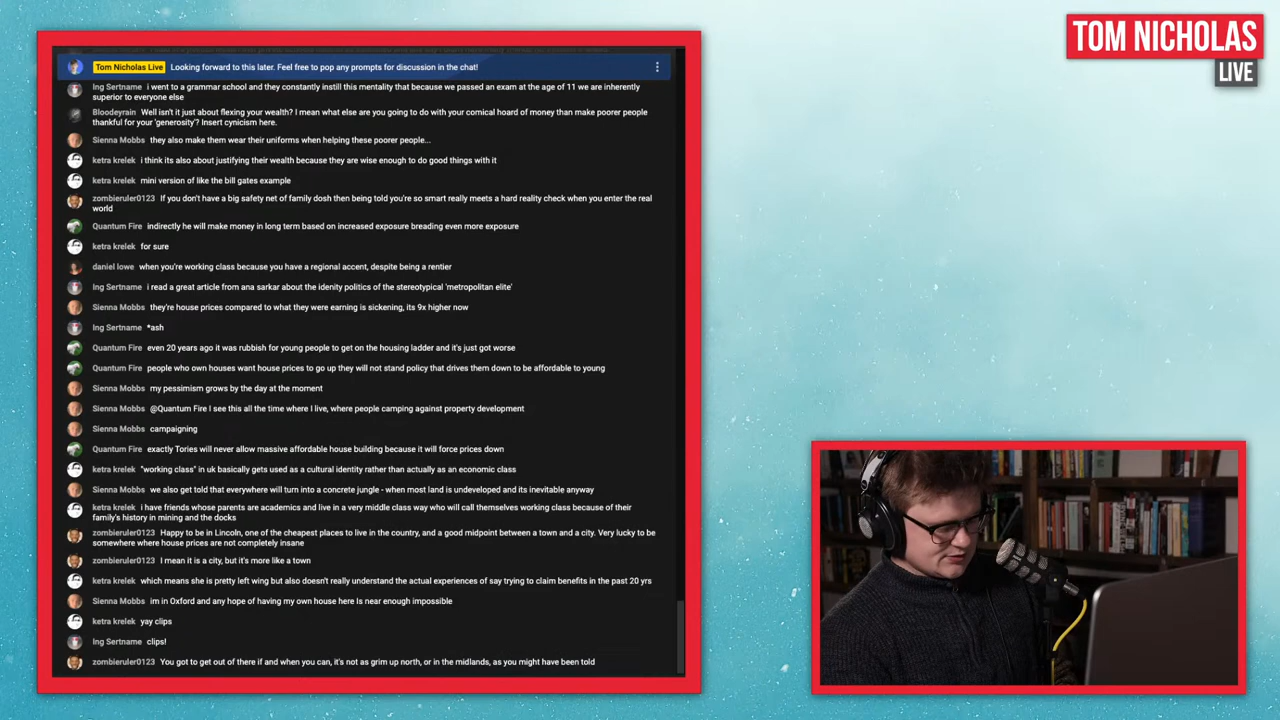 TOM NICHOLAS
LIVE
Tom Nicholas Live Looking forward to this later. Feel free to pop any prompts for discussion in the chat!
Ing Sertname i went to a grammar school and they constantly instill this mentality that because we passed an exam at the age of 11 we are inherently
superior to everyone else
Bloodeyrain Well isn't it just about flexing your wealth? I mean what else are you going to do with your comical hoard of money than make poorer people
thankful for your 'generosity'? Insert cynicism here.
Sienna Mobbs they also make them wear their uniforms when helping these poorer people...
ketra krelek i think its also about justifying their wealth because they are wise enough to do good things with it
ketra krelek mini version of like the bill gates example
zombieruler0123 If you don't have a big safety net of family dosh then being told you're so smart really meets a hard reality check when you enter the real
world
Quantum Fire indirectly he will make money in long term based on increased exposure breading even more exposure
ketra krelek for sure
daniel lowe when you're working class because you have a regional accent, despite being a rentier
Ing Sertname i read a great article from ana sarkar about the idenity politics of the stereotypical 'metropolitan elite'
Sienna Mobbs they're house prices compared to what they were earning is sickening, its 9x higher now
Ing Sertname *ash
Quantum Fire even 20 years ago it was rubbish for young people to get on the housing ladder and it's just got worse
Quantum Fire people who own houses want house prices to go up they will not stand policy that drives them down to be affordable to young
Sienna Mobbs my pessimism grows by the day at the moment
Sienna Mobbs @Quantum Fire I see this all the time where I live, where people camping against property development
Sienna Mobbs campaigning
Quantum Fire exactly Tories will never allow massive affordable house building because it will force prices down
ketra krelek "working class" in uk basically gets used as a cultural identity rather than actually as an economic class
Sienna Mobbs we also get told that everywhere will turn into a concrete jungle - when most land is undeveloped and its inevitable anyway
ketra krelek i have friends whose parents are academics and live in a very middle class way who will call themselves working class because of their
family's history in mining and the docks
zombieruler0123 Happy to be in Lincoln, one of the cheapest places to live in the country, and a good midpoint between a town and a city. Very lucky to be
somewhere where house prices are not completely insane
zombieruler0123 I mean it is a city, but it's more like a town
ketra krelek which means she is pretty left wing but also doesn't really understand the actual experiences of say trying to claim benefits in the past 20 yrs
Sienna Mobbs im in Oxford and any hope of having my own house here Is near enough impossible
ketra krelek yay clips
Ing Sertname clips!
zombieruler0123 You got to get out of there if and when you can, it's not as grim up north, or in the midlands, as you might have been told